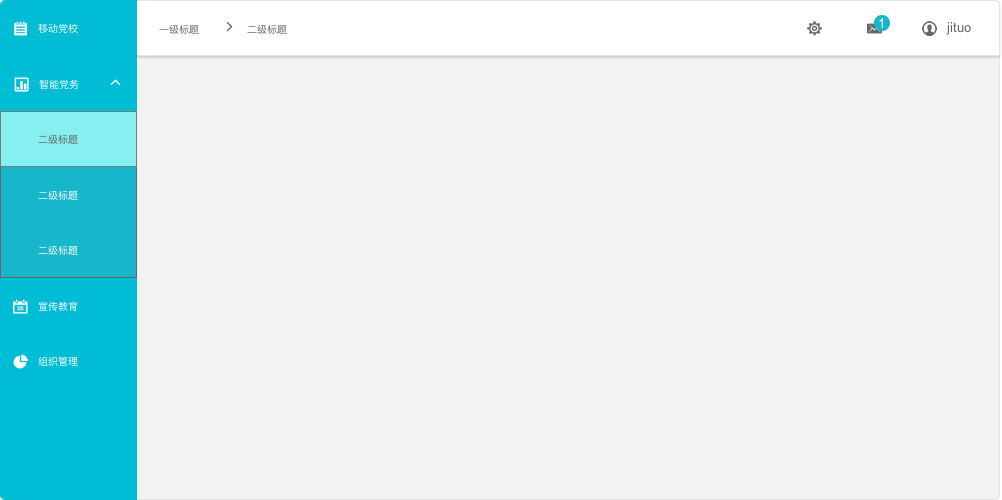 移动党校
智能党务
二级标题
二级标题
二级标题
宣传教育
组织管理
一级标题 > 二级标题
1
jituo